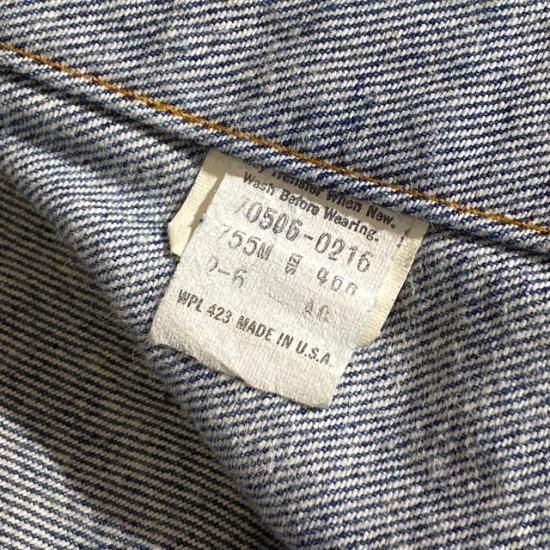 Transfer When New.
Wash Before Wearing.
70506-0216
755M
WPL 423 MADE IN U.S.A.